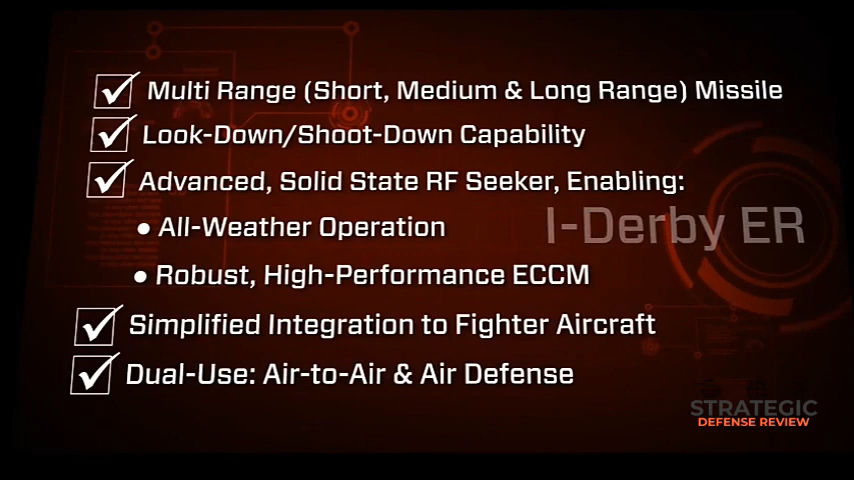 Multi Range (Short, Medium & Long Range) Missile
Look-Down/Shoot-Down Capability
Advanced, Solid State RF Seeker, Enabling:
• All-Weather Operation
I-Derby ER
• Robust, High-Performance ECCM
Simplified Integration to Fighter Aircraft
Dual-Use: Air-to-Air & Air Defense
STRATEGIC
DEFENSE REVIEW